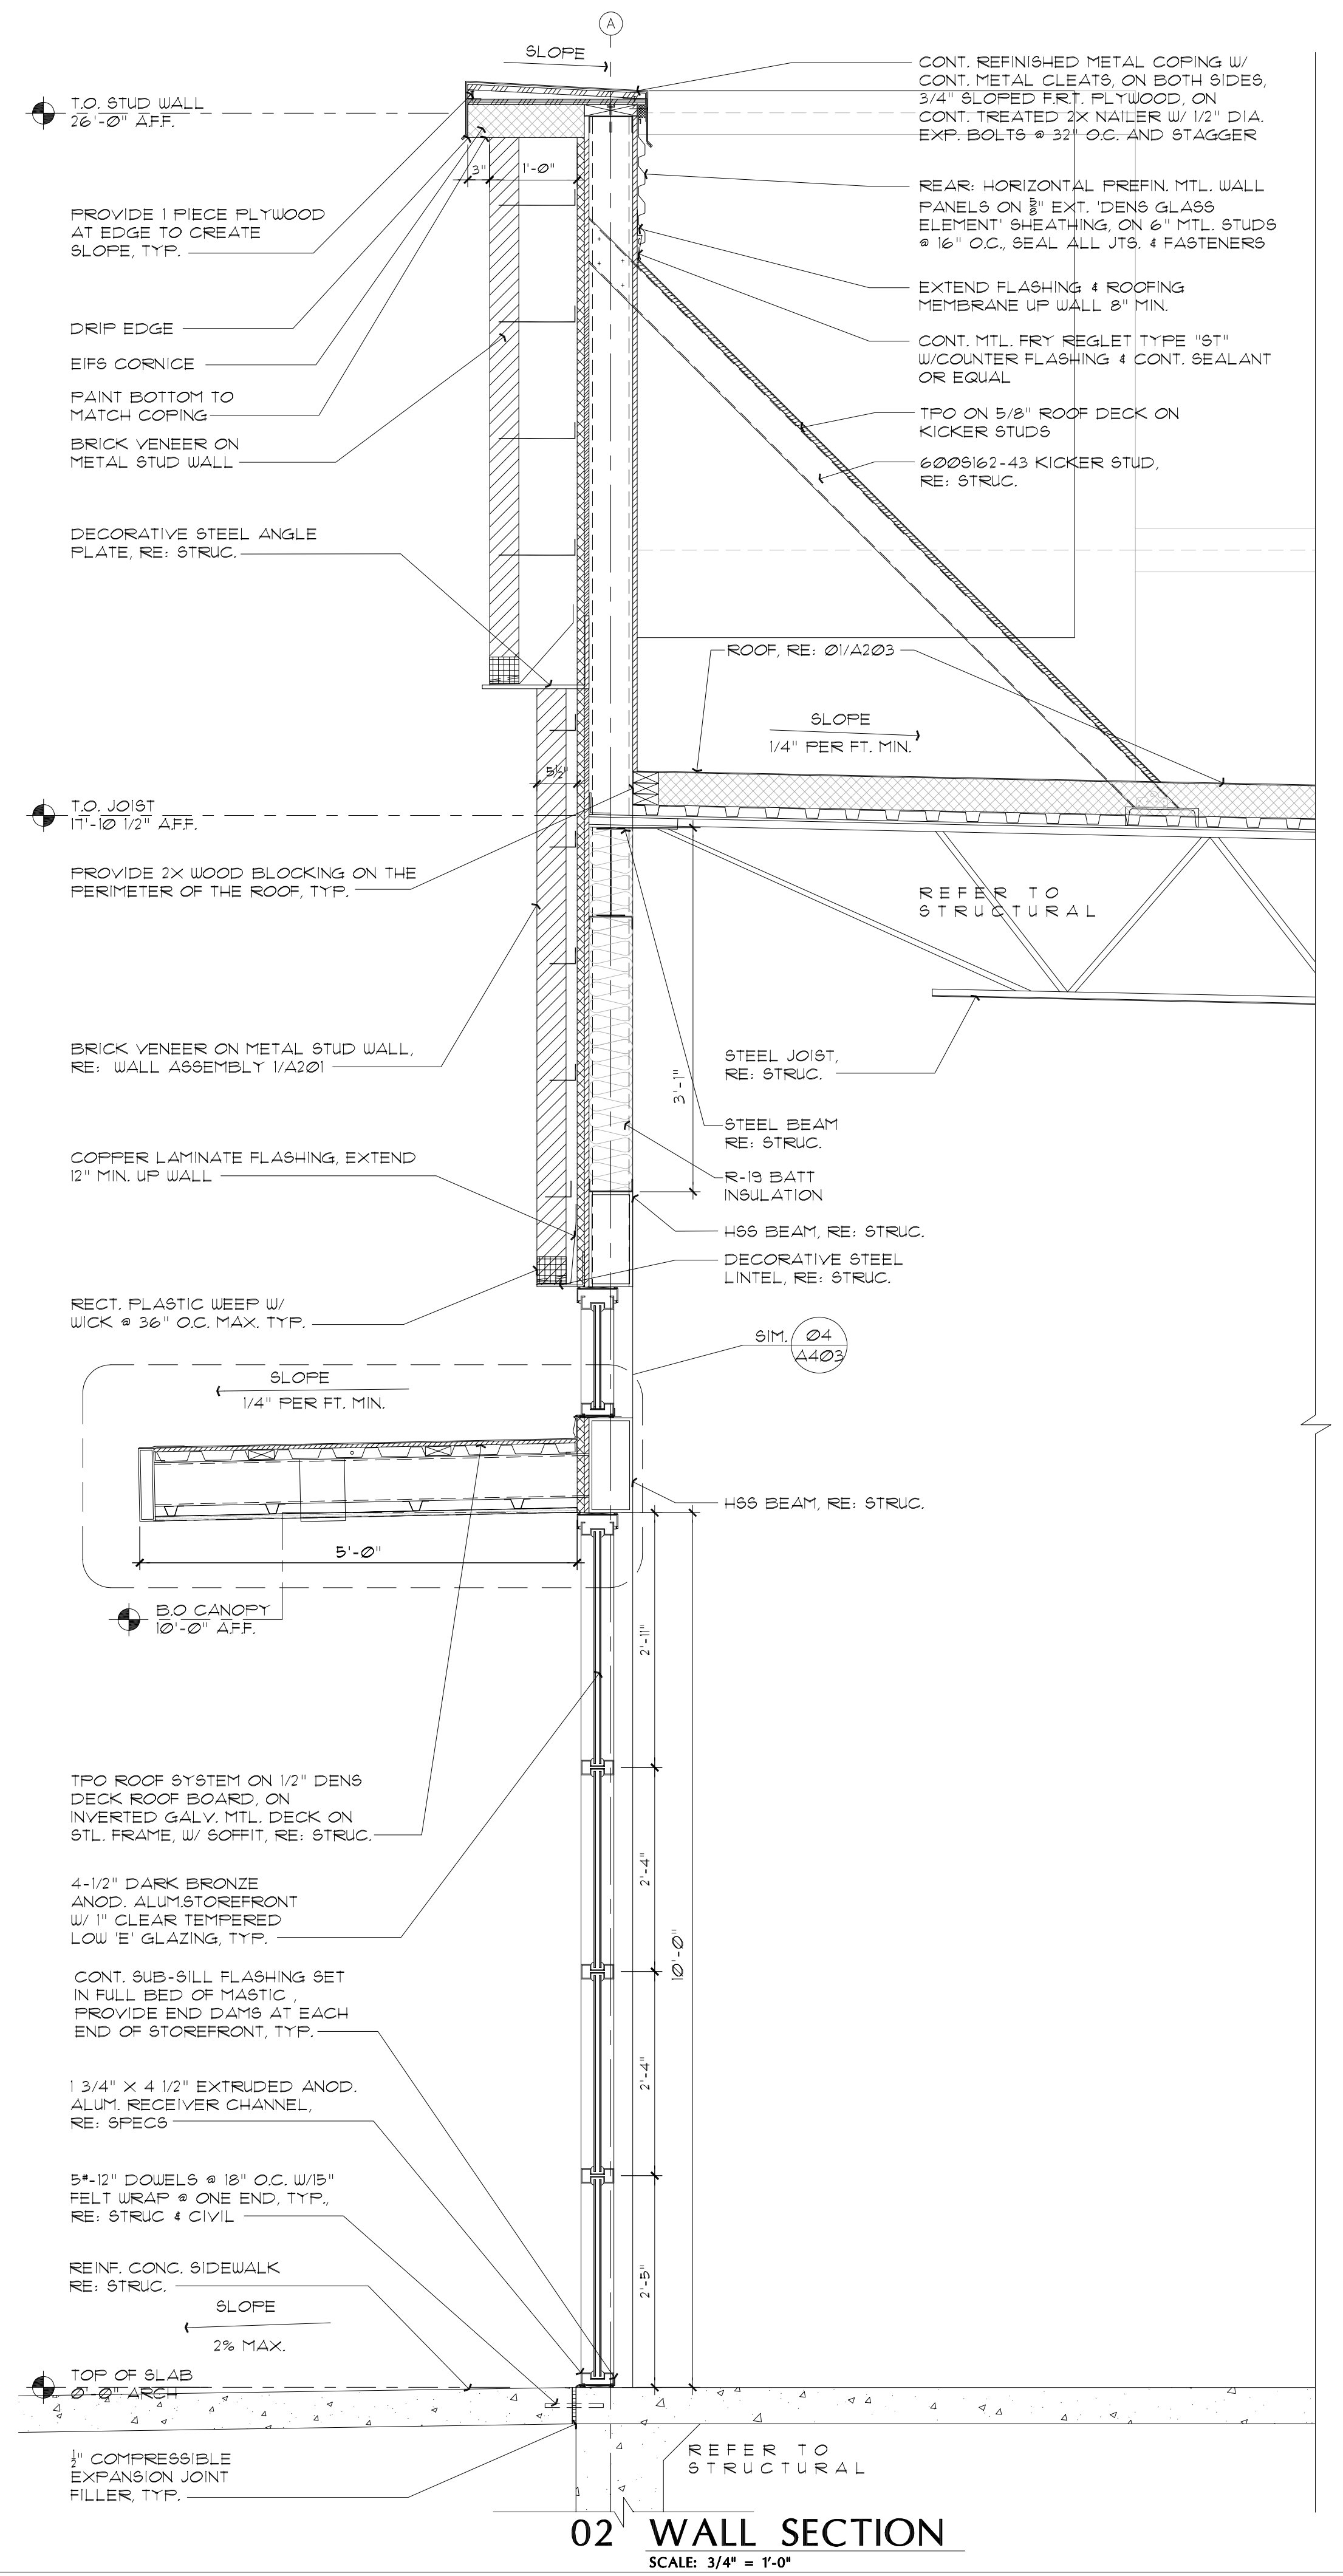 A
SLOPE
T.O. STUD WALL
26'-0" A.F.F.
CONT. REFINISHED METAL COPING W/
CONT. METAL CLEATS, ON BOTH SIDES,
3/4" SLOPED F.R.T. PLYWOOD, ON
CONT. TREATED 2X NAILER W/ 1/2" DIA.
EXP. BOLTS @ 32" O.C. AND STAGGER
3"
1'-0"
REAR: HORIZONTAL PREFIN. MTL. WALL
PANELS ON 5/8" EXT. 'DENS GLASS
ELEMENT' SHEATHING, ON 6" MTL. STUDS
@ 16" O.C., SEAL ALL JTS. & FASTENERS
PROVIDE 1 PIECE PLYWOOD
AT EDGE TO CREATE
SLOPE, TYP.
EXTEND FLASHING & ROOFING
MEMBRANE UP WALL 8" MIN.
DRIP EDGE
CONT. MTL. FRY REGLET TYPE "ST"
W/COUNTER FLASHING & CONT. SEALANT
OR EQUAL
EIFS CORNICE
PAINT BOTTOM TO
MATCH COPING
TPO ON 5/8" ROOF DECK ON
KICKER STUDS
BRICK VENEER ON
METAL STUD WALL
600S162-43 KICKER STUD,
RE: STRUC.
DECORATIVE STEEL ANGLE
PLATE, RE: STRUC.
ROOF, RE: 01/A203
SLOPE
1/4" PER FT. MIN.
5½"
T.O. JOIST
17'-10 1/2" A.F.F.
PROVIDE 2X WOOD BLOCKING ON THE
PERIMETER OF THE ROOF, TYP.
REFER TO
STRUCTURAL
BRICK VENEER ON METAL STUD WALL,
RE: WALL ASSEMBLY 1/A201
STEEL JOIST,
RE: STRUC.
3'-1"
STEEL BEAM
RE: STRUC.
COPPER LAMINATE FLASHING, EXTEND
12" MIN. UP WALL
R-19 BATT
INSULATION
HSS BEAM, RE: STRUC.
DECORATIVE STEEL
LINTEL, RE: STRUC.
RECT. PLASTIC WEEP W/
WICK @ 36" O.C. MAX. TYP.
SIM.
04
A403
SLOPE
1/4" PER FT. MIN.
HSS BEAM, RE: STRUC.
5'-0"
B.O CANOPY
10'-0" A.F.F.
2'-11"
TPO ROOF SYSTEM ON 1/2" DENS
DECK ROOF BOARD, ON
INVERTED GALV. MTL. DECK ON
STL. FRAME, W/ SOFFIT, RE: STRUC.
2'-4"
4-1/2" DARK BRONZE
ANOD. ALUM.STOREFRONT
W/ 1" CLEAR TEMPERED
LOW 'E' GLAZING, TYP.
10'-0"
CONT. SUB-SILL FLASHING SET
IN FULL BED OF MASTIC ,
PROVIDE END DAMS AT EACH
END OF STOREFRONT, TYP.
2'-4"
1 3/4" X 4 1/2" EXTRUDED ANOD.
ALUM. RECEIVER CHANNEL,
RE: SPECS
5#-12" DOWELS @ 18" O.C. W/15"
FELT WRAP @ ONE END, TYP.,
RE: STRUC & CIVIL
2'-5"
REINF. CONC. SIDEWALK
RE: STRUC.
SLOPE
2% MAX.
TOP OF SLAB
0'-0" ARCH
½" COMPRESSIBLE
EXPANSION JOINT
FILLER, TYP.
REFER TO
STRUCTURAL
02 WALL SECTION
SCALE: 3/4" = 1'-0"